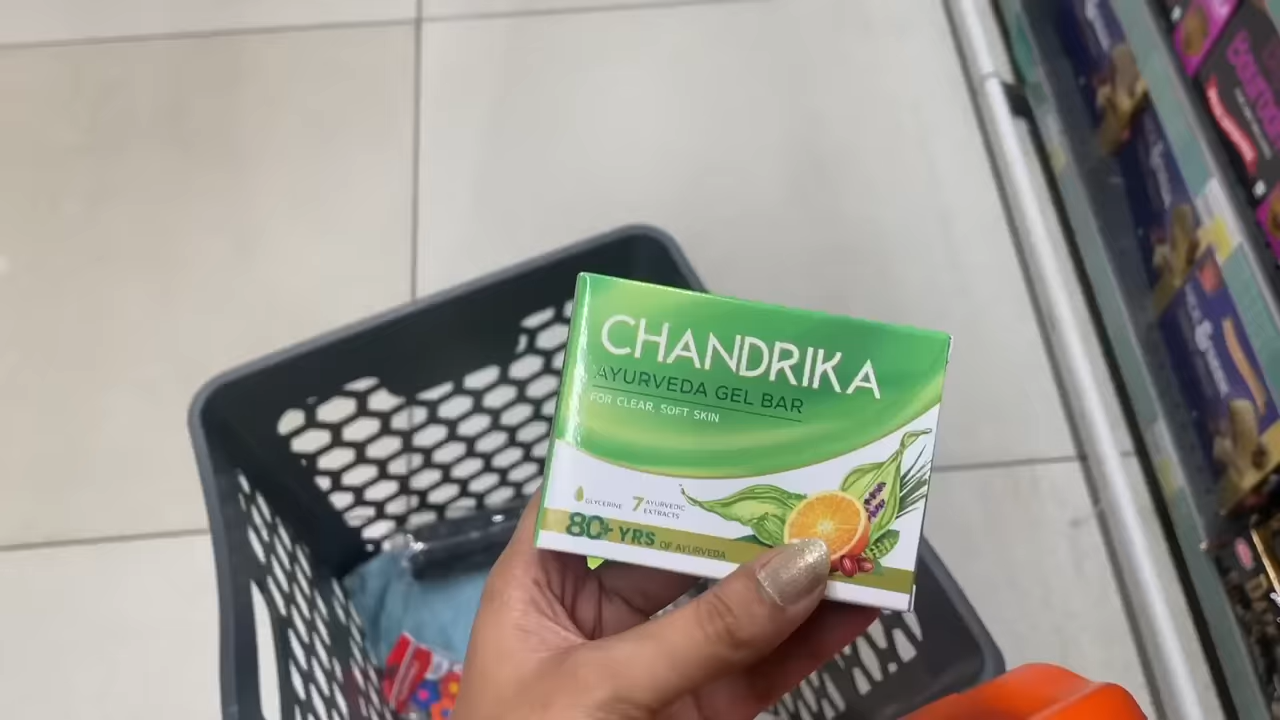 CHANDRIKA
AYURVEDA GEL BAR
FOR CLEAR, SOFT SKIN
GLYCERINE
7 AYURVEDIC
EXTRACTS
80+ YRS OF AYURVEDA